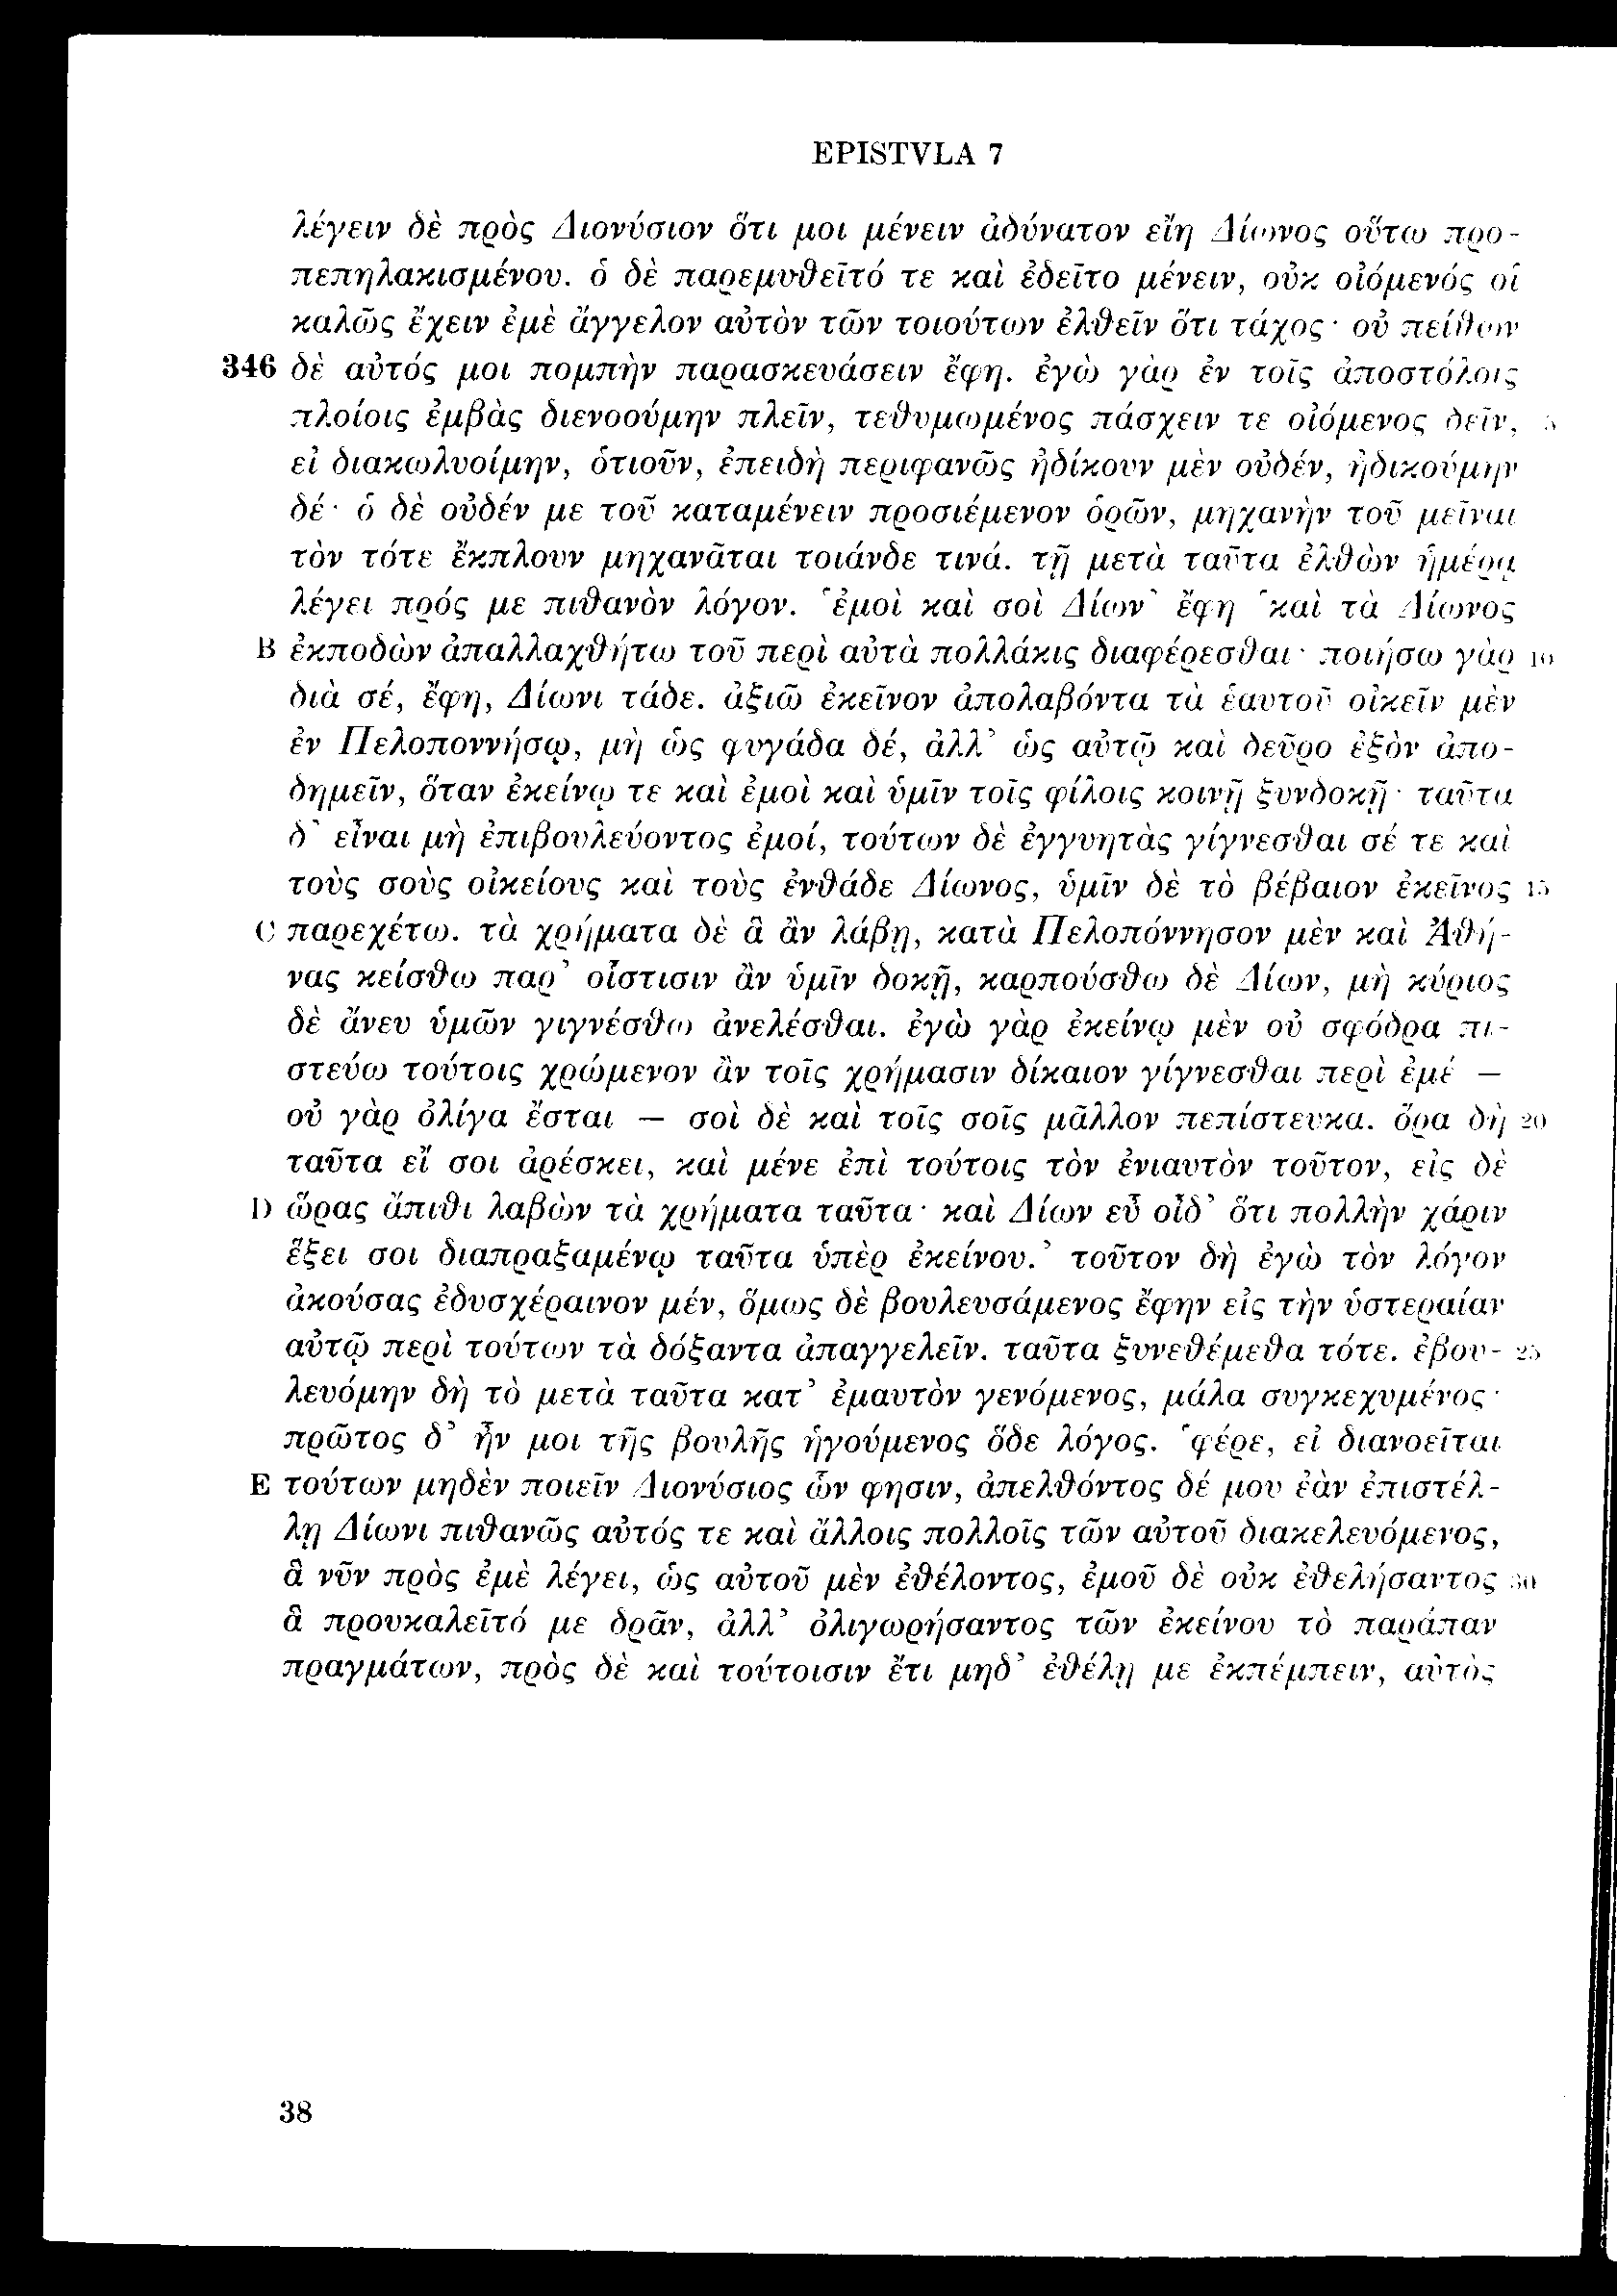 EPISTVLA 7
λέγειν δὲ πρὸς Διονύσιον ὅτι μοι μένειν ἀδύνατον εἴη Δίωνος οὕτω προ-
πεπηλακισμένου. ὁ δὲ παρεμυθεῖτό τε καὶ ἐδεῖτο μένειν, οὐκ οἰόμενός οἱ
καλῶς ἔχειν ἐμὲ ἄγγελον αὐτὸν τῶν τοιούτων ἐλθεῖν ὅτι τάχος· οὐ πείθων
346 δὲ αὐτός μοι πομπὴν παρασκευάσειν ἔφη. ἐγὼ γὰρ ἐν τοῖς ἀποστόλοις
πλοίοις ἐμβὰς διενοούμην πλεῖν, τεθυμωμένος πάσχειν τε οἰόμενος δεῖν, 5
εἰ διακωλυοίμην, ὁτιοῦν, ἐπειδὴ περιφανῶς ἠδίκουν μὲν οὐδέν, ἠδικούμην
δέ· ὁ δὲ οὐδέν με τοῦ καταμένειν προσιέμενον ὁρῶν, μηχανὴν τοῦ μεῖναι
τὸν τότε ἔκπλουν μηχανᾶται τοιάνδε τινά. τῇ μετὰ ταῦτα ἐλθὼν ἡμέρᾳ
λέγει πρός με πιθανὸν λόγον. ‘ἐμοὶ καὶ σοὶ Δίων’ ἔφη ‘καὶ τὰ Δίωνος
B ἐκποδὼν ἀπαλλαχθήτω τοῦ περὶ αὐτὰ πολλάκις διαφέρεσθαι· ποιήσω γὰρ 10
διὰ σέ, ἔφη, Δίωνι τάδε. ἀξιῶ ἐκεῖνον ἀπολαβόντα τὰ ἑαυτοῦ οἰκεῖν μὲν
ἐν Πελοποννήσῳ, μὴ ὡς φυγάδα δέ, ἀλλ’ ὡς αὐτῷ καὶ δεῦρο ἐξὸν ἀπο-
δημεῖν, ὅταν ἐκείνῳ τε καὶ ἐμοὶ καὶ ὑμῖν τοῖς φίλοις κοινῇ ξυνδοκῇ· ταῦτα
δ’ εἶναι μὴ ἐπιβουλεύοντος ἐμοί, τούτων δὲ ἐγγυητὰς γίγνεσθαι σέ τε καὶ
τοὺς σοὺς οἰκείους καὶ τοὺς ἐνθάδε Δίωνος, ὑμῖν δὲ τὸ βέβαιον ἐκεῖνος 15
C παρεχέτω. τὰ χρήματα δὲ ἃ ἂν λάβῃ, κατὰ Πελοπόννησον μὲν καὶ Ἀθή-
νας κείσθω παρ’ οἷστισιν ἂν ὑμῖν δοκῇ, καρπούσθω δὲ Δίων, μὴ κύριος
δὲ ἄνευ ὑμῶν γιγνέσθω ἀνελέσθαι. ἐγὼ γὰρ ἐκείνῳ μὲν οὐ σφόδρα πι-
στεύω τούτοις χρώμενον ἂν τοῖς χρήμασιν δίκαιον γίγνεσθαι περὶ ἐμέ –
οὐ γὰρ ὀλίγα ἔσται – σοὶ δὲ καὶ τοῖς σοῖς μᾶλλον πεπίστευκα. ὅρα δὴ 20
ταῦτα εἴ σοι ἀρέσκει, καὶ μένε ἐπὶ τούτοις τὸν ἐνιαυτὸν τοῦτον, εἰς δὲ
D ὥρας ἄπιθι λαβὼν τὰ χρήματα ταῦτα· καὶ Δίων εὖ οἶδ’ ὅτι πολλὴν χάριν
ἕξει σοι διαπραξαμένῳ ταῦτα ὑπὲρ ἐκείνου.’ τοῦτον δὴ ἐγὼ τὸν λόγον
ἀκούσας ἐδυσχέραινον μέν, ὅμως δὲ βουλευσάμενος ἔφην εἰς τὴν ὑστεραίαν
αὐτῷ περὶ τούτων τὰ δόξαντα ἀπαγγελεῖν. ταῦτα ξυνεθέμεθα τότε. ἐβου- 25
λευόμην δὴ τὸ μετὰ ταῦτα κατ’ ἐμαυτὸν γενόμενος, μάλα συγκεχυμένος·
πρῶτος δ’ ἦν μοι τῆς βουλῆς ἡγούμενος ὅδε λόγος. ‘φέρε, εἰ διανοεῖται
E τούτων μηδὲν ποιεῖν Διονύσιος ὧν φησιν, ἀπελθόντος δέ μου ἐὰν ἐπιστέλ-
λῃ Δίωνι πιθανῶς αὐτός τε καὶ ἄλλοις πολλοῖς τῶν αὐτοῦ διακελευόμενος,
ἃ νῦν πρὸς ἐμὲ λέγει, ὡς αὐτοῦ μὲν ἐθέλοντος, ἐμοῦ δὲ οὐκ ἐθελήσαντος 30
ἃ προυκαλεῖτό με δρᾶν, ἀλλ’ ὀλιγωρήσαντος τῶν ἐκείνου τὸ παράπαν
πραγμάτων, πρὸς δὲ καὶ τούτοισιν ἔτι μηδ’ ἐθέλῃ με ἐκπέμπειν, αὐτὸς
38